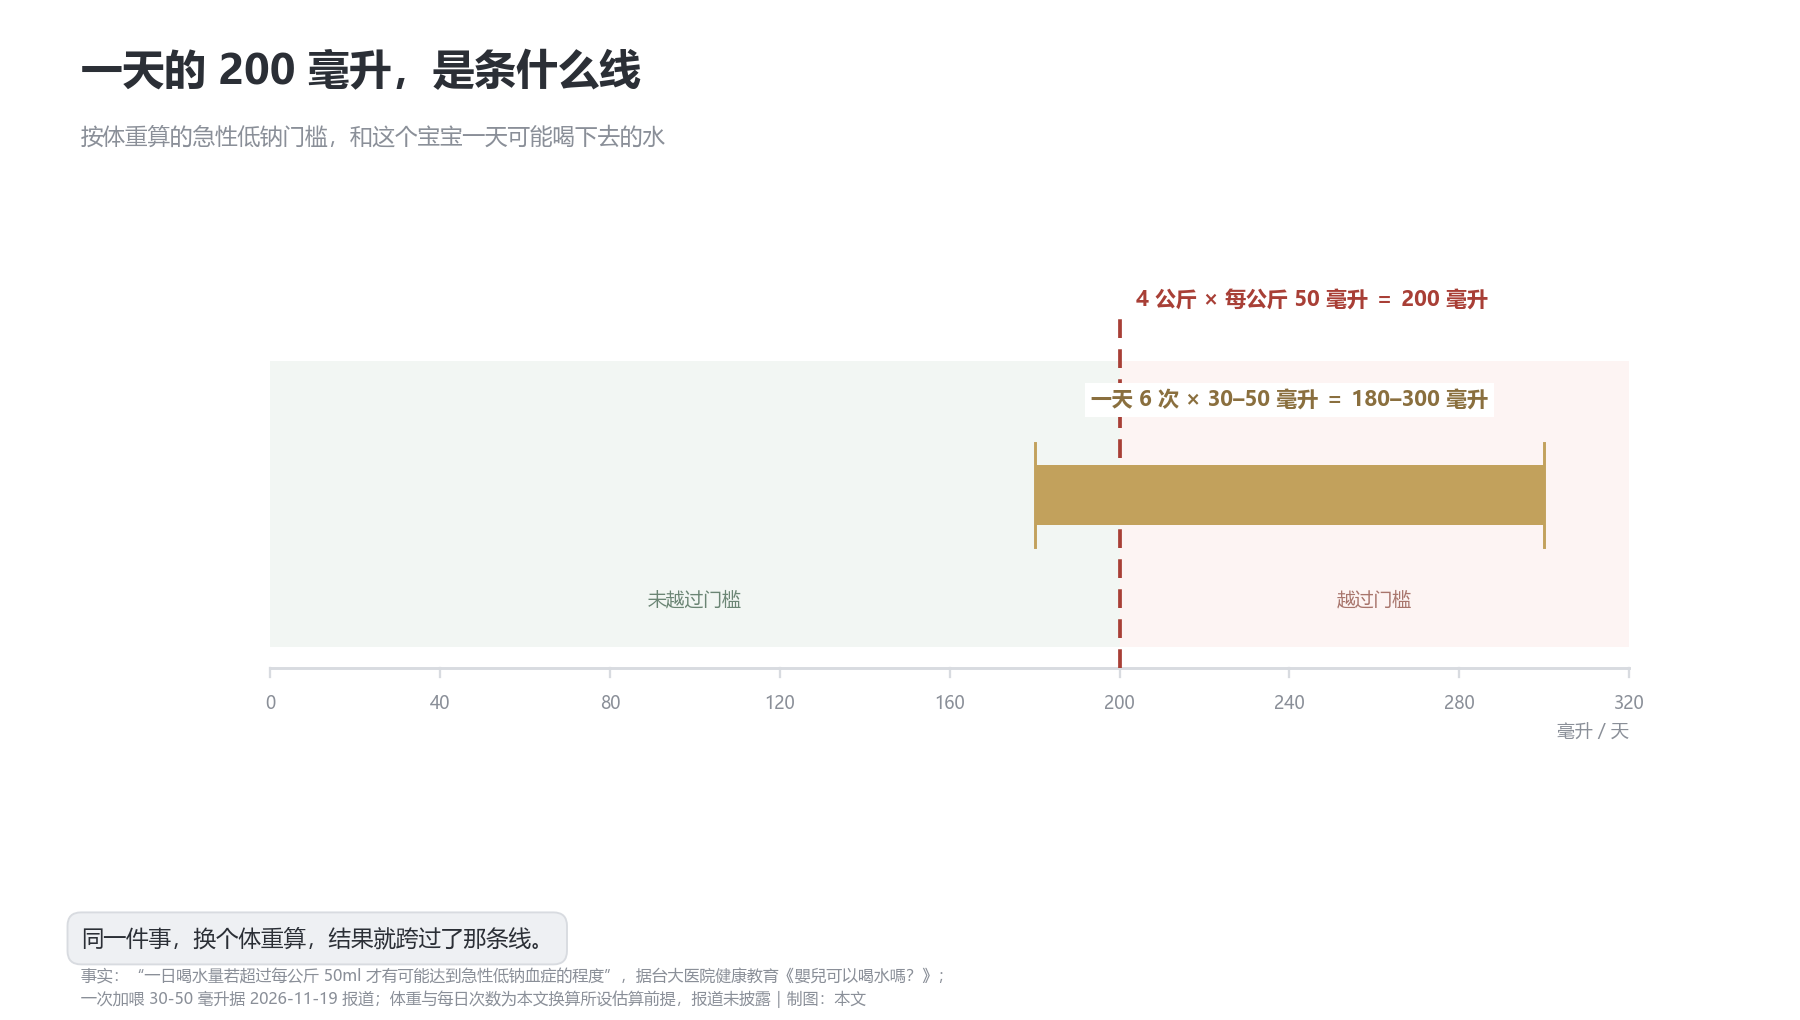 一天的 200 毫升，是条什么线
按体重算的急性低钠门槛，和这个宝宝一天可能喝下去的水
4 公斤 × 每公斤 50 毫升 = 200 毫升
一天 6 次 × 30–50 毫升 = 180–300 毫升
未越过门槛
越过门槛
0 40 80 120 160 200 240 280 320
毫升 / 天
同一件事，换个体重算，结果就跨过了那条线。
事实：“一日喝水量若超过每公斤 50ml 才有可能达到急性低钠血症的程度”，据台大医院健康教育《嬰兒可以喝水嗎？》；
一次加喂 30-50 毫升据 2026-11-19 报道；体重与每日次数为本文换算所设估算前提，报道未披露 | 制图：本文